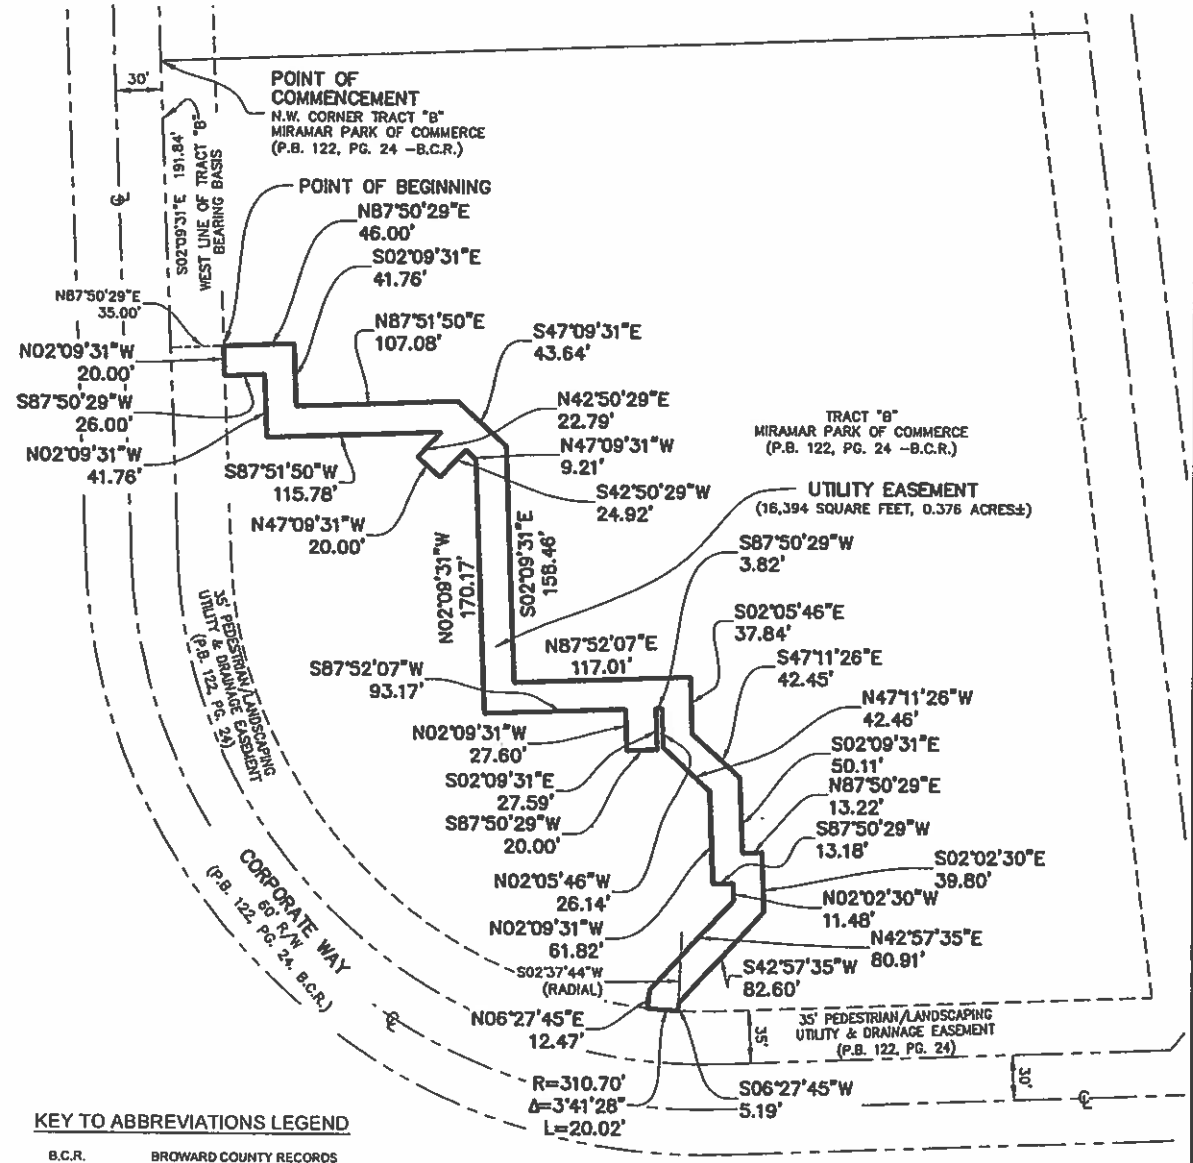 30'
POINT OF
COMMENCEMENT
N.W. CORNER TRACT "B"
MIRAMAR PARK OF COMMERCE
(P.B. 122, PG. 24 -B.C.R.)
S02°09'31"E 191.84'
WEST LINE OF TRACT "B"
BEARING BASIS
POINT OF BEGINNING
N87°50'29"E
46.00'
S02°09'31"E
41.76'
N87°50'29"E
35.00'
N02°09'31"W
20.00'
S87°50'29"W
26.00'
N02°09'31"W
41.76'
N87°51'50"E
107.08'
S47°09'31"E
43.64'
N42°50'29"E
22.79'
N47°09'31"W
9.21'
S42°50'29"W
24.92'
S87°51'50"W
115.78'
N47°09'31"W
20.00'
TRACT "B"
MIRAMAR PARK OF COMMERCE
(P.B. 122, PG. 24 -B.C.R.)
UTILITY EASEMENT
(16,394 SQUARE FEET, 0.376 ACRES±)
N02°09'31"W
170.17'
S02°09'31"E
158.46'
S87°50'29"W
3.82'
S02°05'46"E
37.84'
N87°52'07"E
117.01'
S87°52'07"W
93.17'
S47°11'26"E
42.45'
N47°11'26"W
42.46'
N02°09'31"W
27.60'
S02°09'31"E
27.59'
S87°50'29"W
20.00'
S02°09'31"E
50.11'
N87°50'29"E
13.22'
S87°50'29"W
13.18'
S02°02'30"E
39.80'
N02°05'46"W
26.14'
N02°02'30"W
11.48'
N02°09'31"W
61.82'
N42°57'35"E
80.91'
S02°37'44"W
(RADIAL)
S42°57'35"W
82.60'
N06°27'45"E
12.47'
35' PEDESTRIAN/LANDSCAPING
UTILITY & DRAINAGE EASEMENT
(P.B. 122, PG. 24)
35' PEDESTRIAN/LANDSCAPING
UTILITY & DRAINAGE EASEMENT
(P.B. 122, PG. 24)
35'
30'
CORPORATE WAY
60' R/W
(P.B. 122, PG. 24, B.C.R.)
R=310.70'
Δ=3°41'28"
L=20.02'
S06°27'45"W
5.19'
KEY TO ABBREVIATIONS LEGEND
B.C.R. BROWARD COUNTY RECORDS